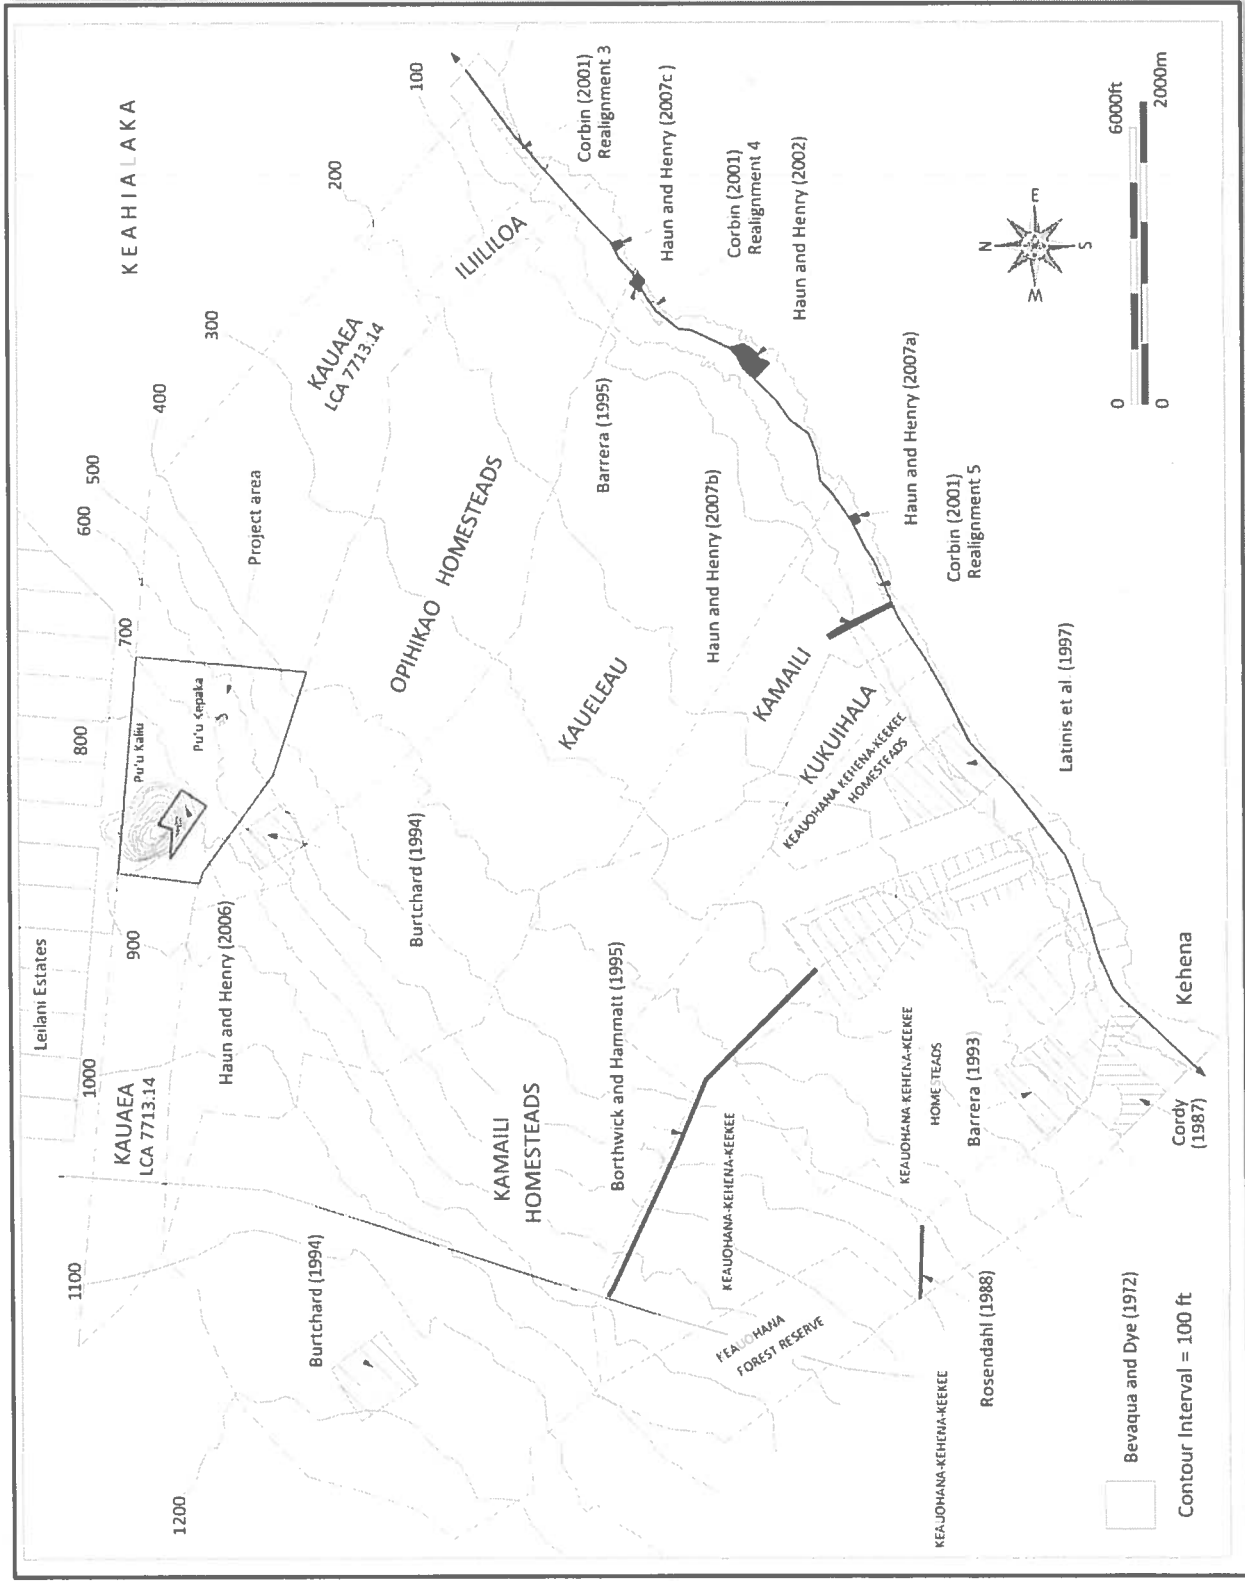 Leilani Estates
KEAHIALAKA
1200
1100
1000
900
800
700
600
500
400
300
200
100
KAUAEA
LCA 7713.14
Pu'u Kaliu
Pu'u Kepaka
Project area
KAUAEA
LCA 7713.14
ILIILILOA
Corbin (2001)
Realignment 3
Haun and Henry (2007c )
Corbin (2001)
Realignment 4
Haun and Henry (2002)
Burtchard (1994)
Haun and Henry (2006)
Burtchard (1994)
OPIHIKAO HOMESTEADS
KAUELEAU
Barrera (1995)
Haun and Henry (2007b)
Haun and Henry (2007a)
Corbin (2001)
Realignment 5
KAMAILI
HOMESTEADS
Borthwick and Hammatt (1995)
KAMAILI
KUKUIHALA
KEAUOHANA KEHENA-KEEKEE
HOMESTEADS
Latinis et al. (1997)
KEAUOHANA-KEHENA-KEEKEE
KEAUOHANA
FOREST RESERVE
KEAUOHANA-KEHENA-KEEKEE
HOMESTEADS
Barrera (1993
Rosendahl (1988)
KEAUOHANA-KEHENA-KEEKEE
Cordy
(1987)
Kehena
N
E
S
W
0
6000ft
0
2000m
Bevaqua and Dye (1972)
Contour Interval = 100 ft